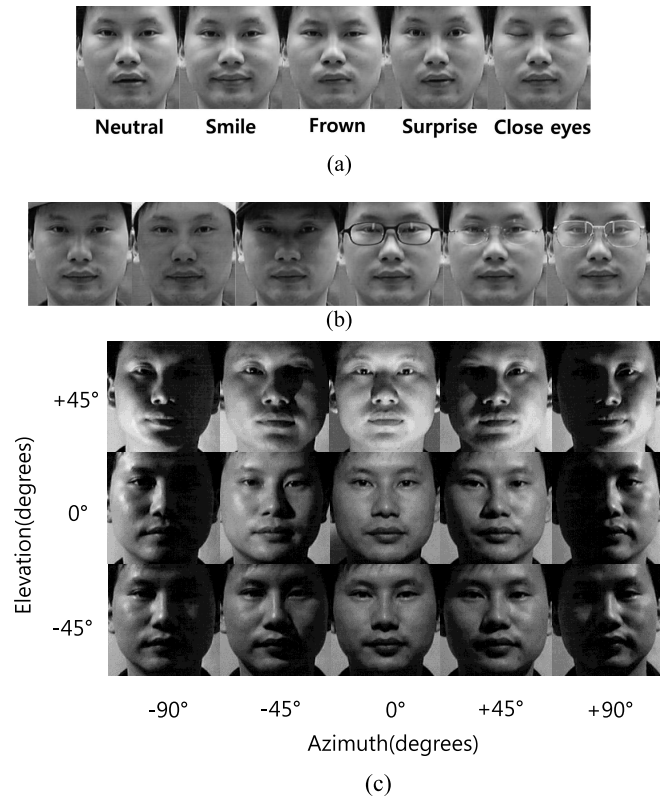 Neutral Smile Frown Surprise Close eyes
(a)
(b)
+45°
0°
-45°
Elevation(degrees)
-90° -45° 0° +45° +90°
Azimuth(degrees)
(c)